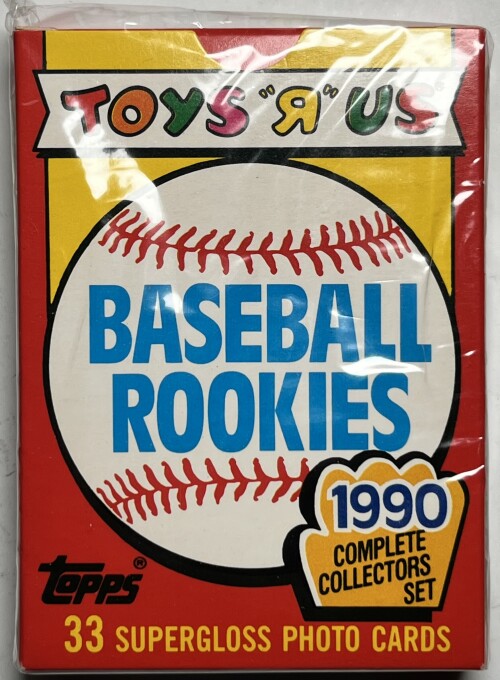 TOYS "Я" US®
BASEBALL
ROOKIES
1990
COMPLETE
COLLECTORS
SET
topps®
33 SUPERGLOSS PHOTO CARDS